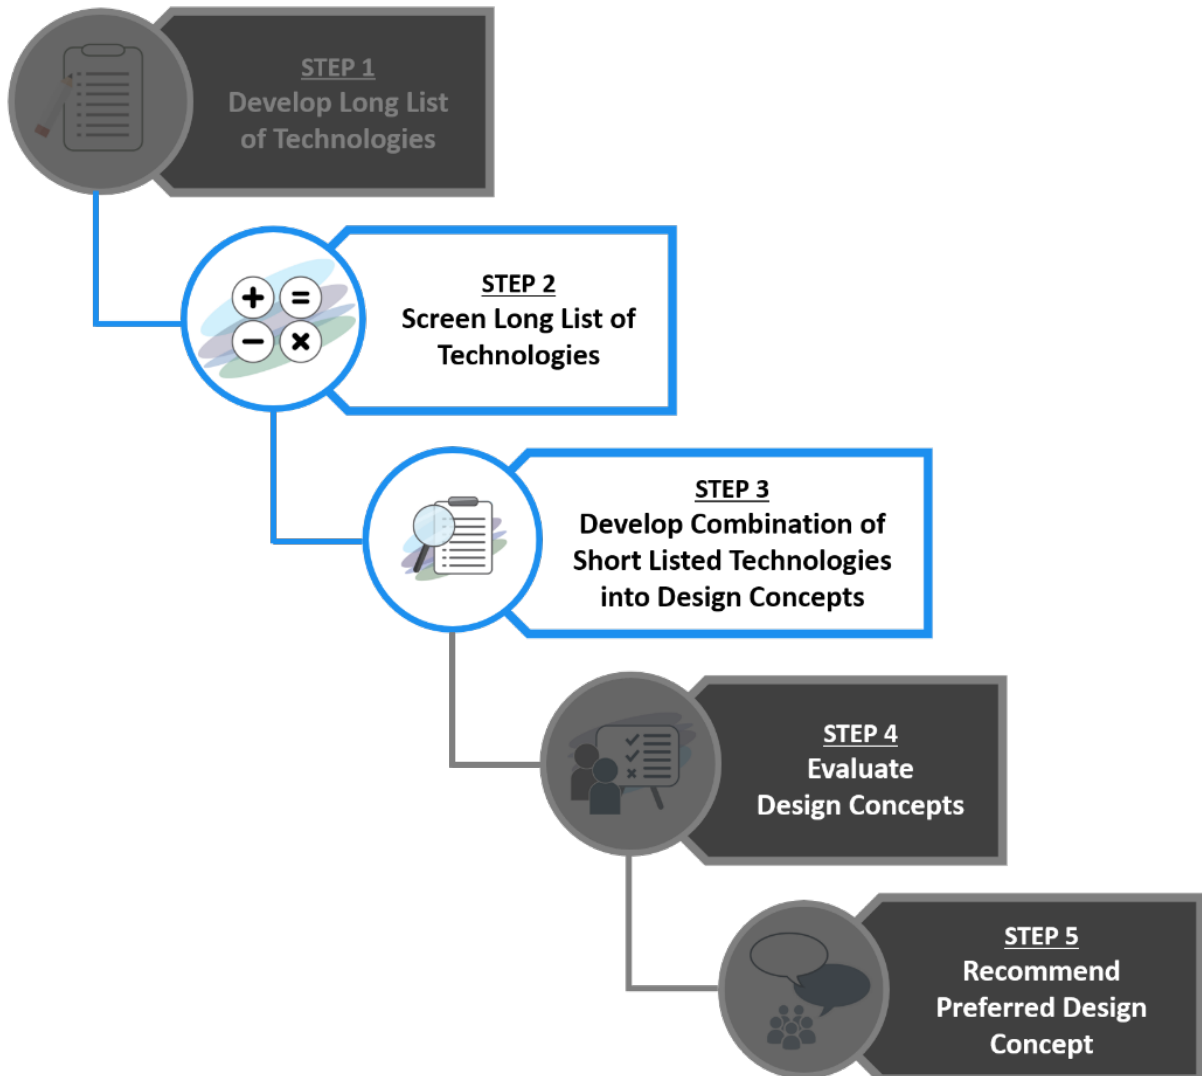 STEP 1
Develop Long List
of Technologies
STEP 2
Screen Long List of
Technologies
STEP 3
Develop Combination of
Short Listed Technologies
into Design Concepts
STEP 4
Evaluate
Design Concepts
STEP 5
Recommend
Preferred Design
Concept